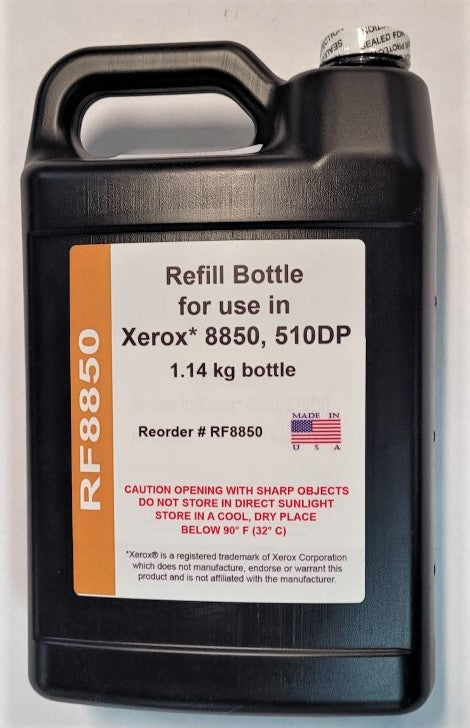 SEALED FOR
PROTECTION
RF8850
Refill Bottle
for use in
Xerox* 8850, 510DP
1.14 kg bottle
Reorder # RF8850
MADE IN
U S A
CAUTION OPENING WITH SHARP OBJECTS
DO NOT STORE IN DIRECT SUNLIGHT
STORE IN A COOL, DRY PLACE
BELOW 90° F (32° C)
*Xerox® is a registered trademark of Xerox Corporation
which does not manufacture, endorse or warrant this
product and is not affiliated with the manufacturer.